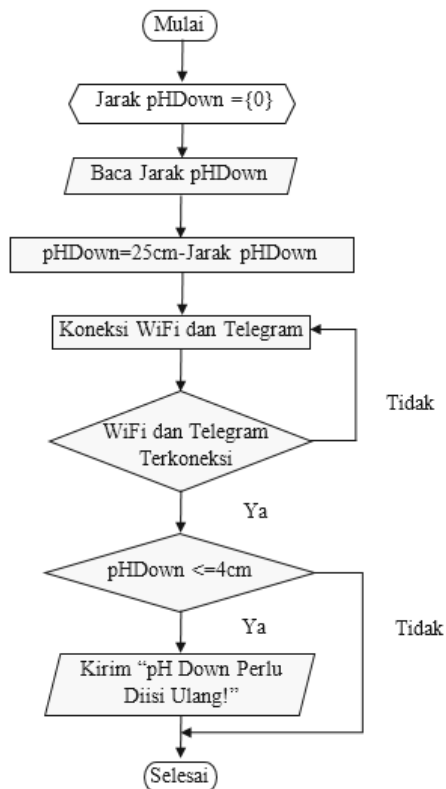 Mulai
Jarak pHDown ={0}
Baca Jarak pHDown
pHDown=25cm-Jarak pHDown
Koneksi WiFi dan Telegram
Tidak
WiFi dan Telegram
Terkoneksi
Ya
pHDown <=4cm
Ya
Tidak
Kirim “pH Down Perlu
Diisi Ulang!”
Selesai